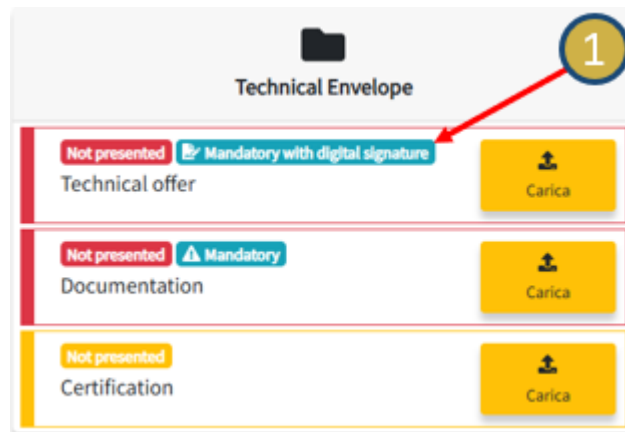 1
Technical Envelope
Not presented Mandatory with digital signature
Technical offer
Carica
Not presented Mandatory
Documentation
Carica
Not presented
Certification
Carica